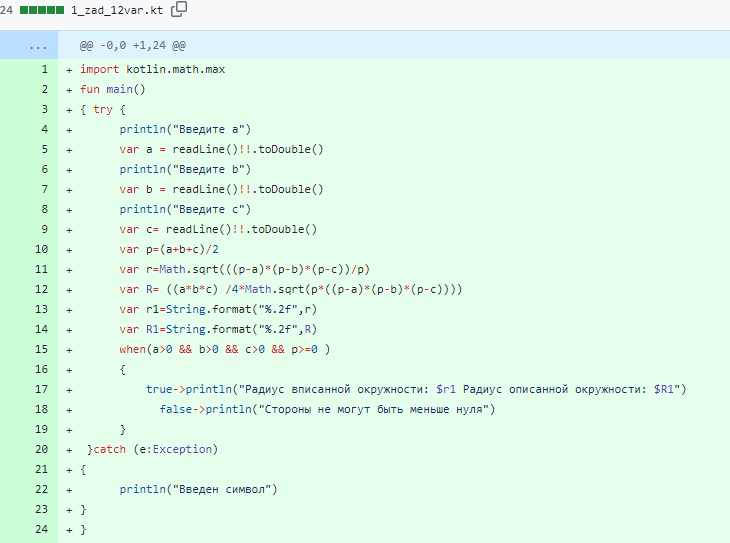 24 1_zad_12var.kt
... @@ -0,0 +1,24 @@
1 + import kotlin.math.max
2 + fun main()
3 + { try {
4 + println("Введите a")
5 + var a = readLine()!!.toDouble()
6 + println("Введите b")
7 + var b = readLine()!!.toDouble()
8 + println("Введите c")
9 + var c= readLine()!!.toDouble()
10 + var p=(a+b+c)/2
11 + var r=Math.sqrt(((p-a)*(p-b)*(p-c))/p)
12 + var R= ((a*b*c) /4*Math.sqrt(p*((p-a)*(p-b)*(p-c))))
13 + var r1=String.format("%.2f",r)
14 + var R1=String.format("%.2f",R)
15 + when(a>0 && b>0 && c>0 && p>=0 )
16 + {
17 + true->println("Радиус вписанной окружности: $r1 Радиус описанной окружности: $R1")
18 + false->println("Стороны не могут быть меньше нуля")
19 + }
20 + }catch (e:Exception)
21 + {
22 + println("Введен символ")
23 + }
24 + }